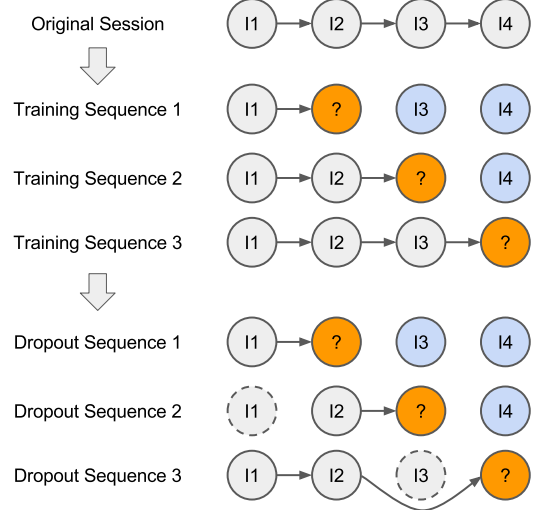 Original Session I1 I2 I3 I4
Training Sequence 1 I1 ? I3 I4
Training Sequence 2 I1 I2 ? I4
Training Sequence 3 I1 I2 I3 ?
Dropout Sequence 1 I1 ? I3 I4
Dropout Sequence 2 I1 I2 ? I4
Dropout Sequence 3 I1 I2 I3 ?